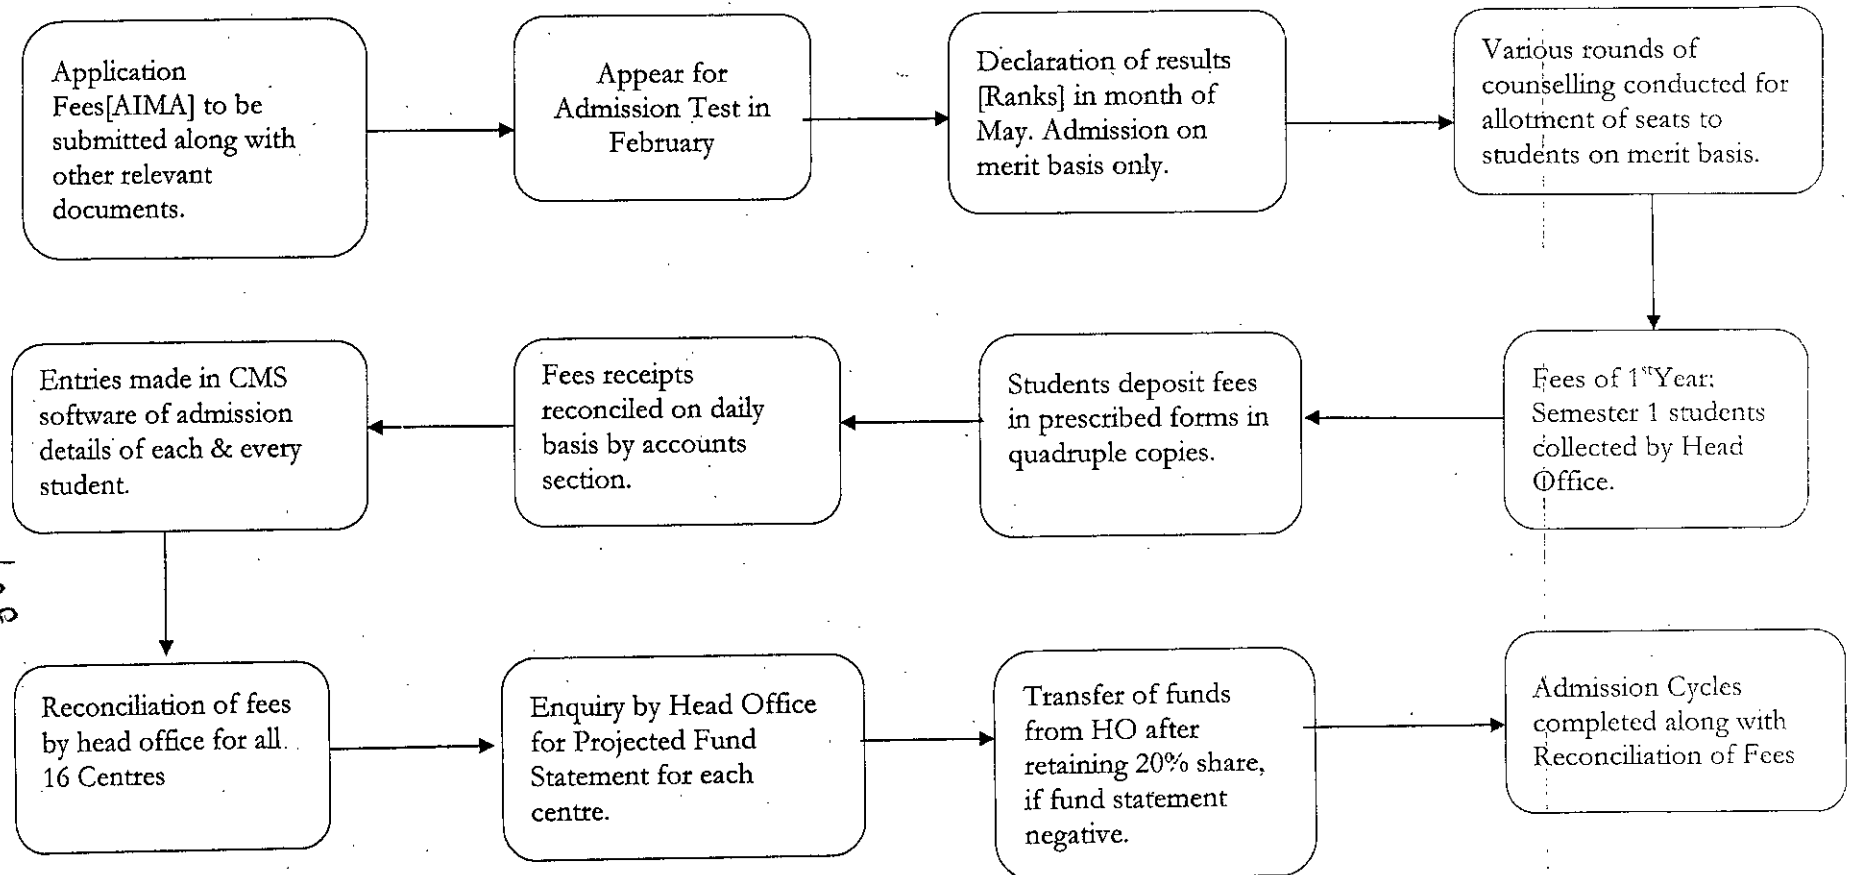 Application
Fees[AIMA] to be
submitted along with
other relevant
documents.
Appear for
Admission Test in
February
Declaration of results
[Ranks] in month of
May. Admission on
merit basis only.
Various rounds of
counselling conducted for
allotment of seats to
students on merit basis.
Fees of 1st Year:
Semester 1 students
collected by Head
Office.
Students deposit fees
in prescribed forms in
quadruple copies.
Fees receipts
reconciled on daily
basis by accounts
section.
Entries made in CMS
software of admission
details of each & every
student.
Reconciliation of fees
by head office for all
16 Centres
Enquiry by Head Office
for Projected Fund
Statement for each
centre.
Transfer of funds
from HO after
retaining 20% share,
if fund statement
negative.
Admission Cycles
completed along with
Reconciliation of Fees